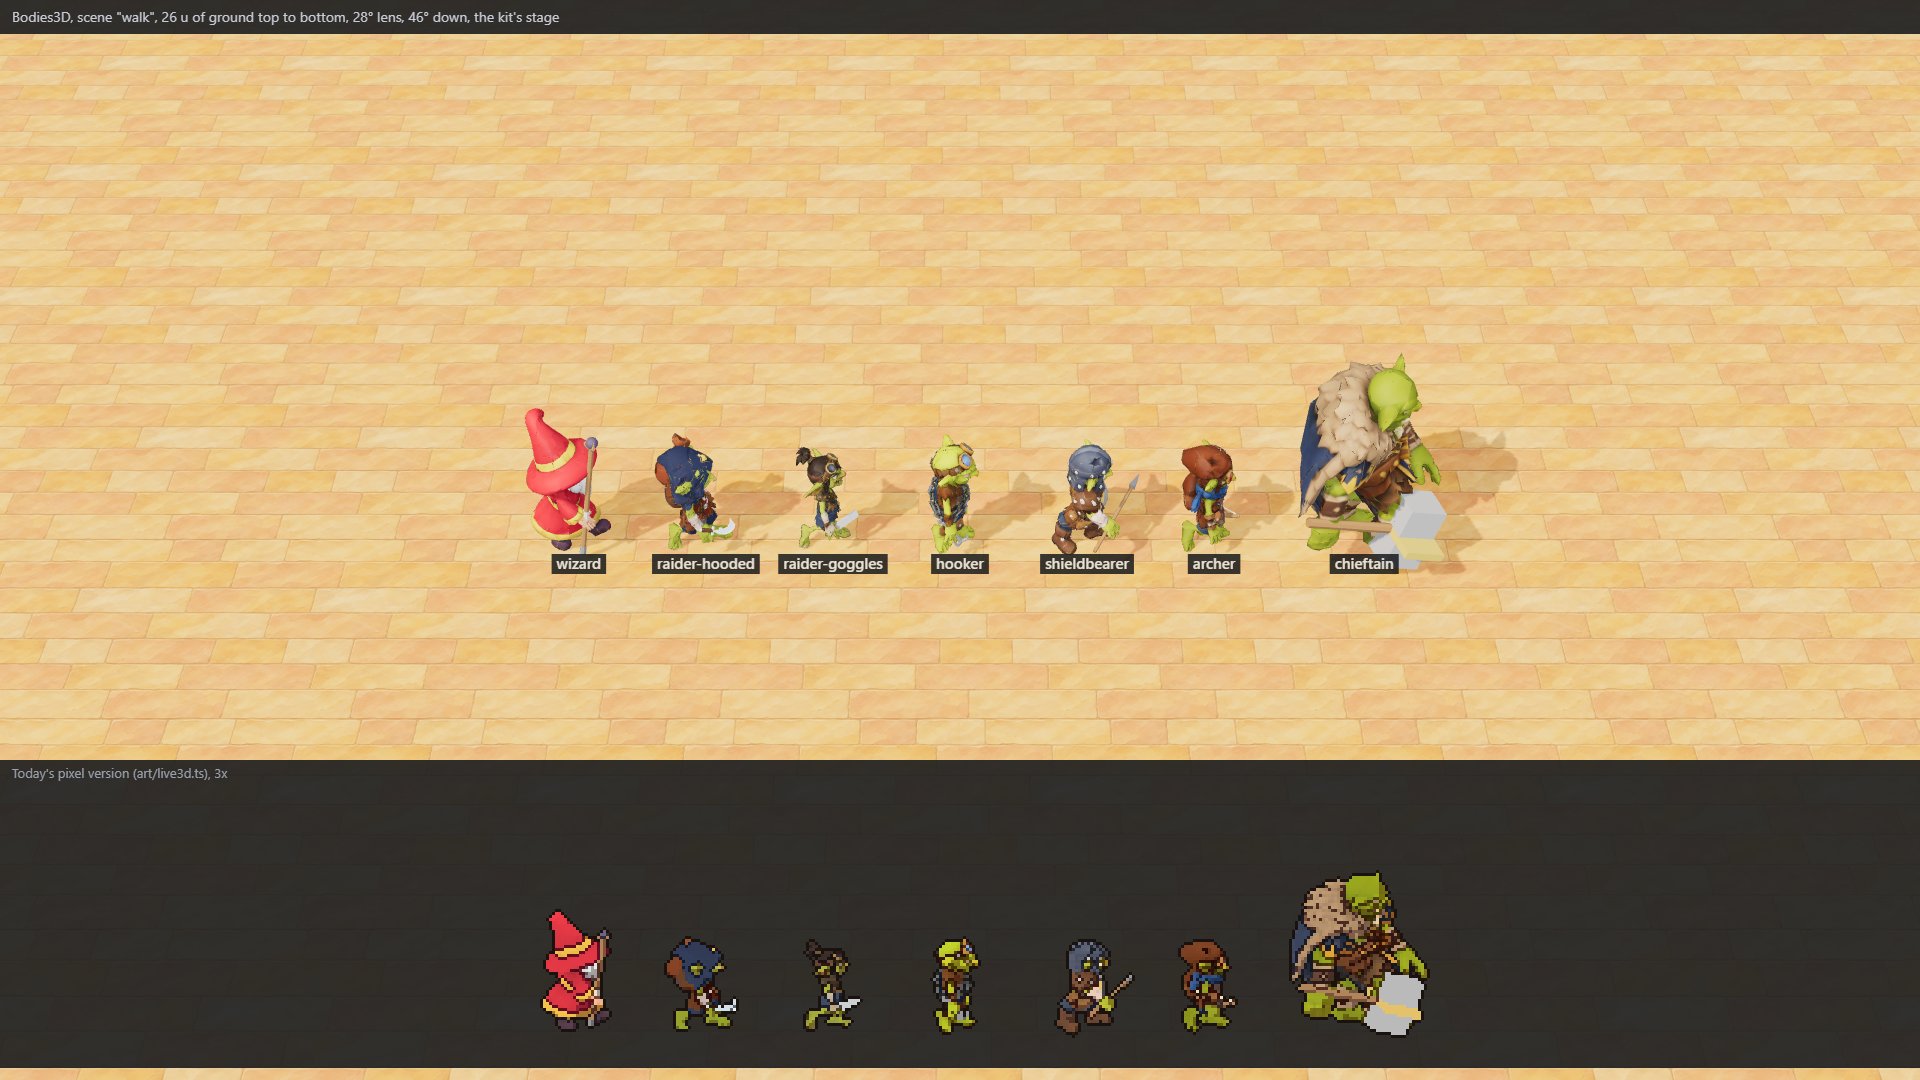 Bodies3D, scene "walk", 26 u of ground top to bottom, 28° lens, 46° down, the kit's stage
wizard
raider-hooded
raider-goggles
hooker
shieldbearer
archer
chieftain
Today's pixel version (art/live3d.ts), 3x